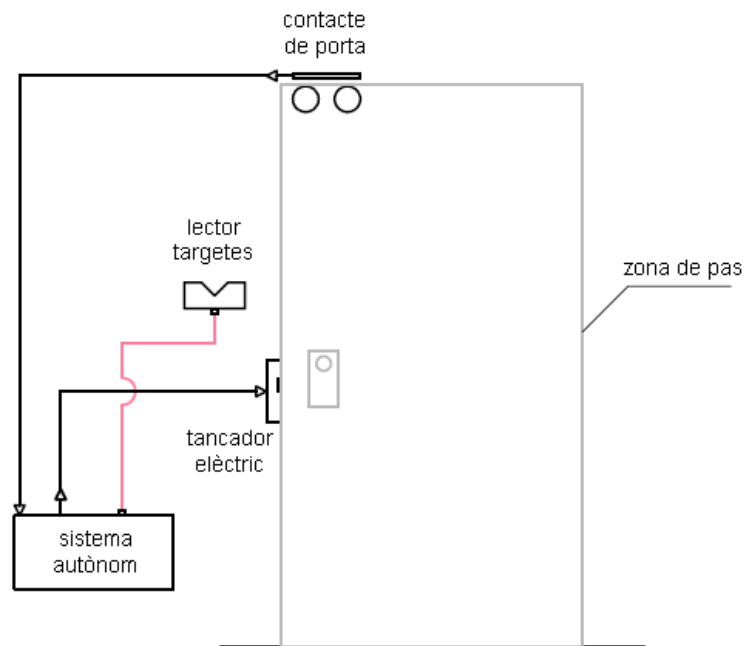 contacte
de porta
lector
targetes
zona de pas
tancador
elèctric
sistema
autònom